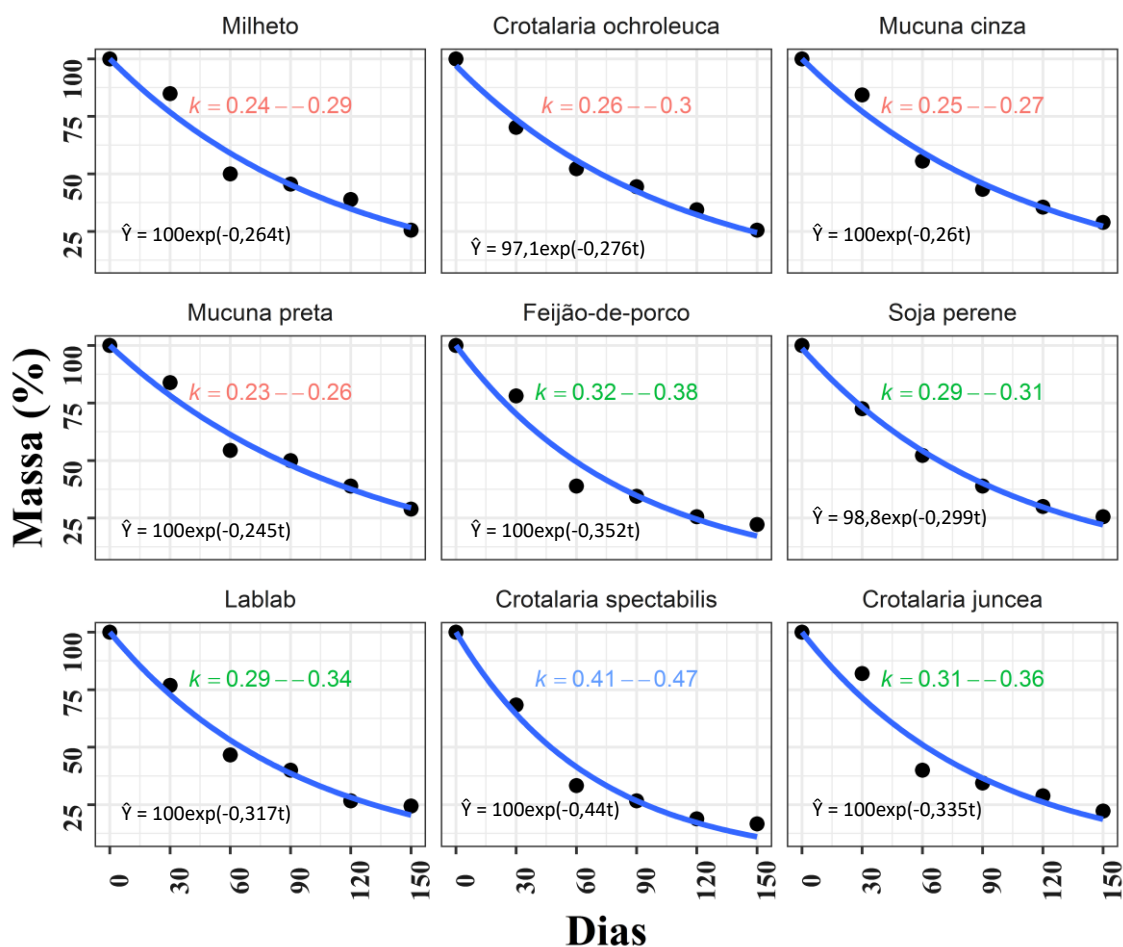 Milheto
Crotalaria ochroleuca
Mucuna cinza
100
75
50
25
k = 0.24 −−0.29
Ŷ = 100exp(-0,264t)
k = 0.26 −−0.3
Ŷ = 97,1exp(-0,276t)
k = 0.25 −−0.27
Ŷ = 100exp(-0,26t)
Mucuna preta
Feijão-de-porco
Soja perene
Massa (%)
100
75
50
25
k = 0.23 −−0.26
Ŷ = 100exp(-0,245t)
k = 0.32 −−0.38
Ŷ = 100exp(-0,352t)
k = 0.29 −−0.31
Ŷ = 98,8exp(-0,299t)
Lablab
Crotalaria spectabilis
Crotalaria juncea
100
75
50
25
k = 0.29 −−0.34
Ŷ = 100exp(-0,317t)
k = 0.41 −−0.47
Ŷ = 100exp(-0,44t)
k = 0.31 −−0.36
Ŷ = 100exp(-0,335t)
0 30 60 90 120 150
0 30 60 90 120 150
0 30 60 90 120 150
Dias